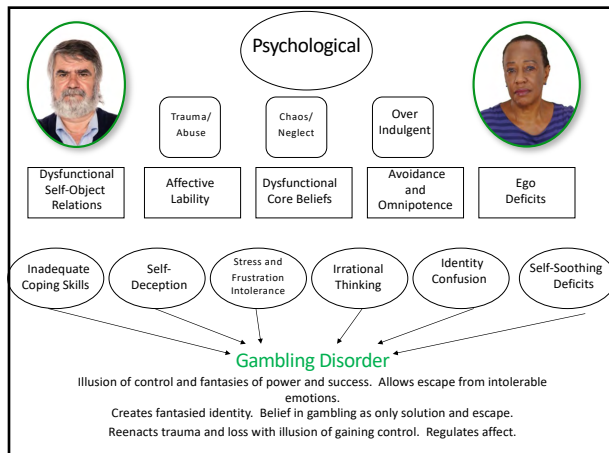 Psychological
Trauma/
Abuse
Chaos/
Neglect
Over
Indulgent
Dysfunctional
Self-Object
Relations
Affective
Lability
Dysfunctional
Core Beliefs
Avoidance
and
Omnipotence
Ego
Deficits
Inadequate
Coping Skills
Self-
Deception
Stress and
Frustration
Intolerance
Irrational
Thinking
Identity
Confusion
Self-Soothing
Deficits
Gambling Disorder
Illusion of control and fantasies of power and success.  Allows escape from intolerable
emotions.
Creates fantasied identity.  Belief in gambling as only solution and escape.
Reenacts trauma and loss with illusion of gaining control.  Regulates affect.